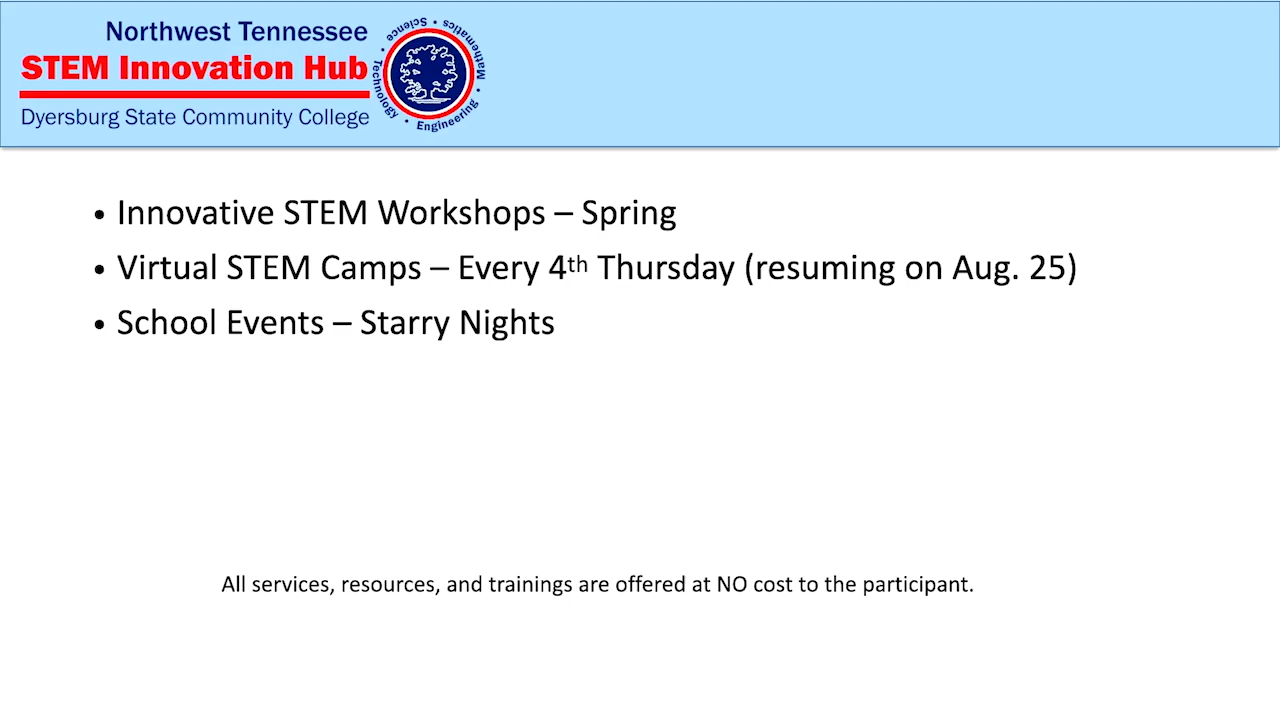 Northwest Tennessee
STEM Innovation Hub
Dyersburg State Community College
Science • Mathematics • Engineering • Technology •
• Innovative STEM Workshops – Spring
• Virtual STEM Camps – Every 4th Thursday (resuming on Aug. 25)
• School Events – Starry Nights
All services, resources, and trainings are offered at NO cost to the participant.